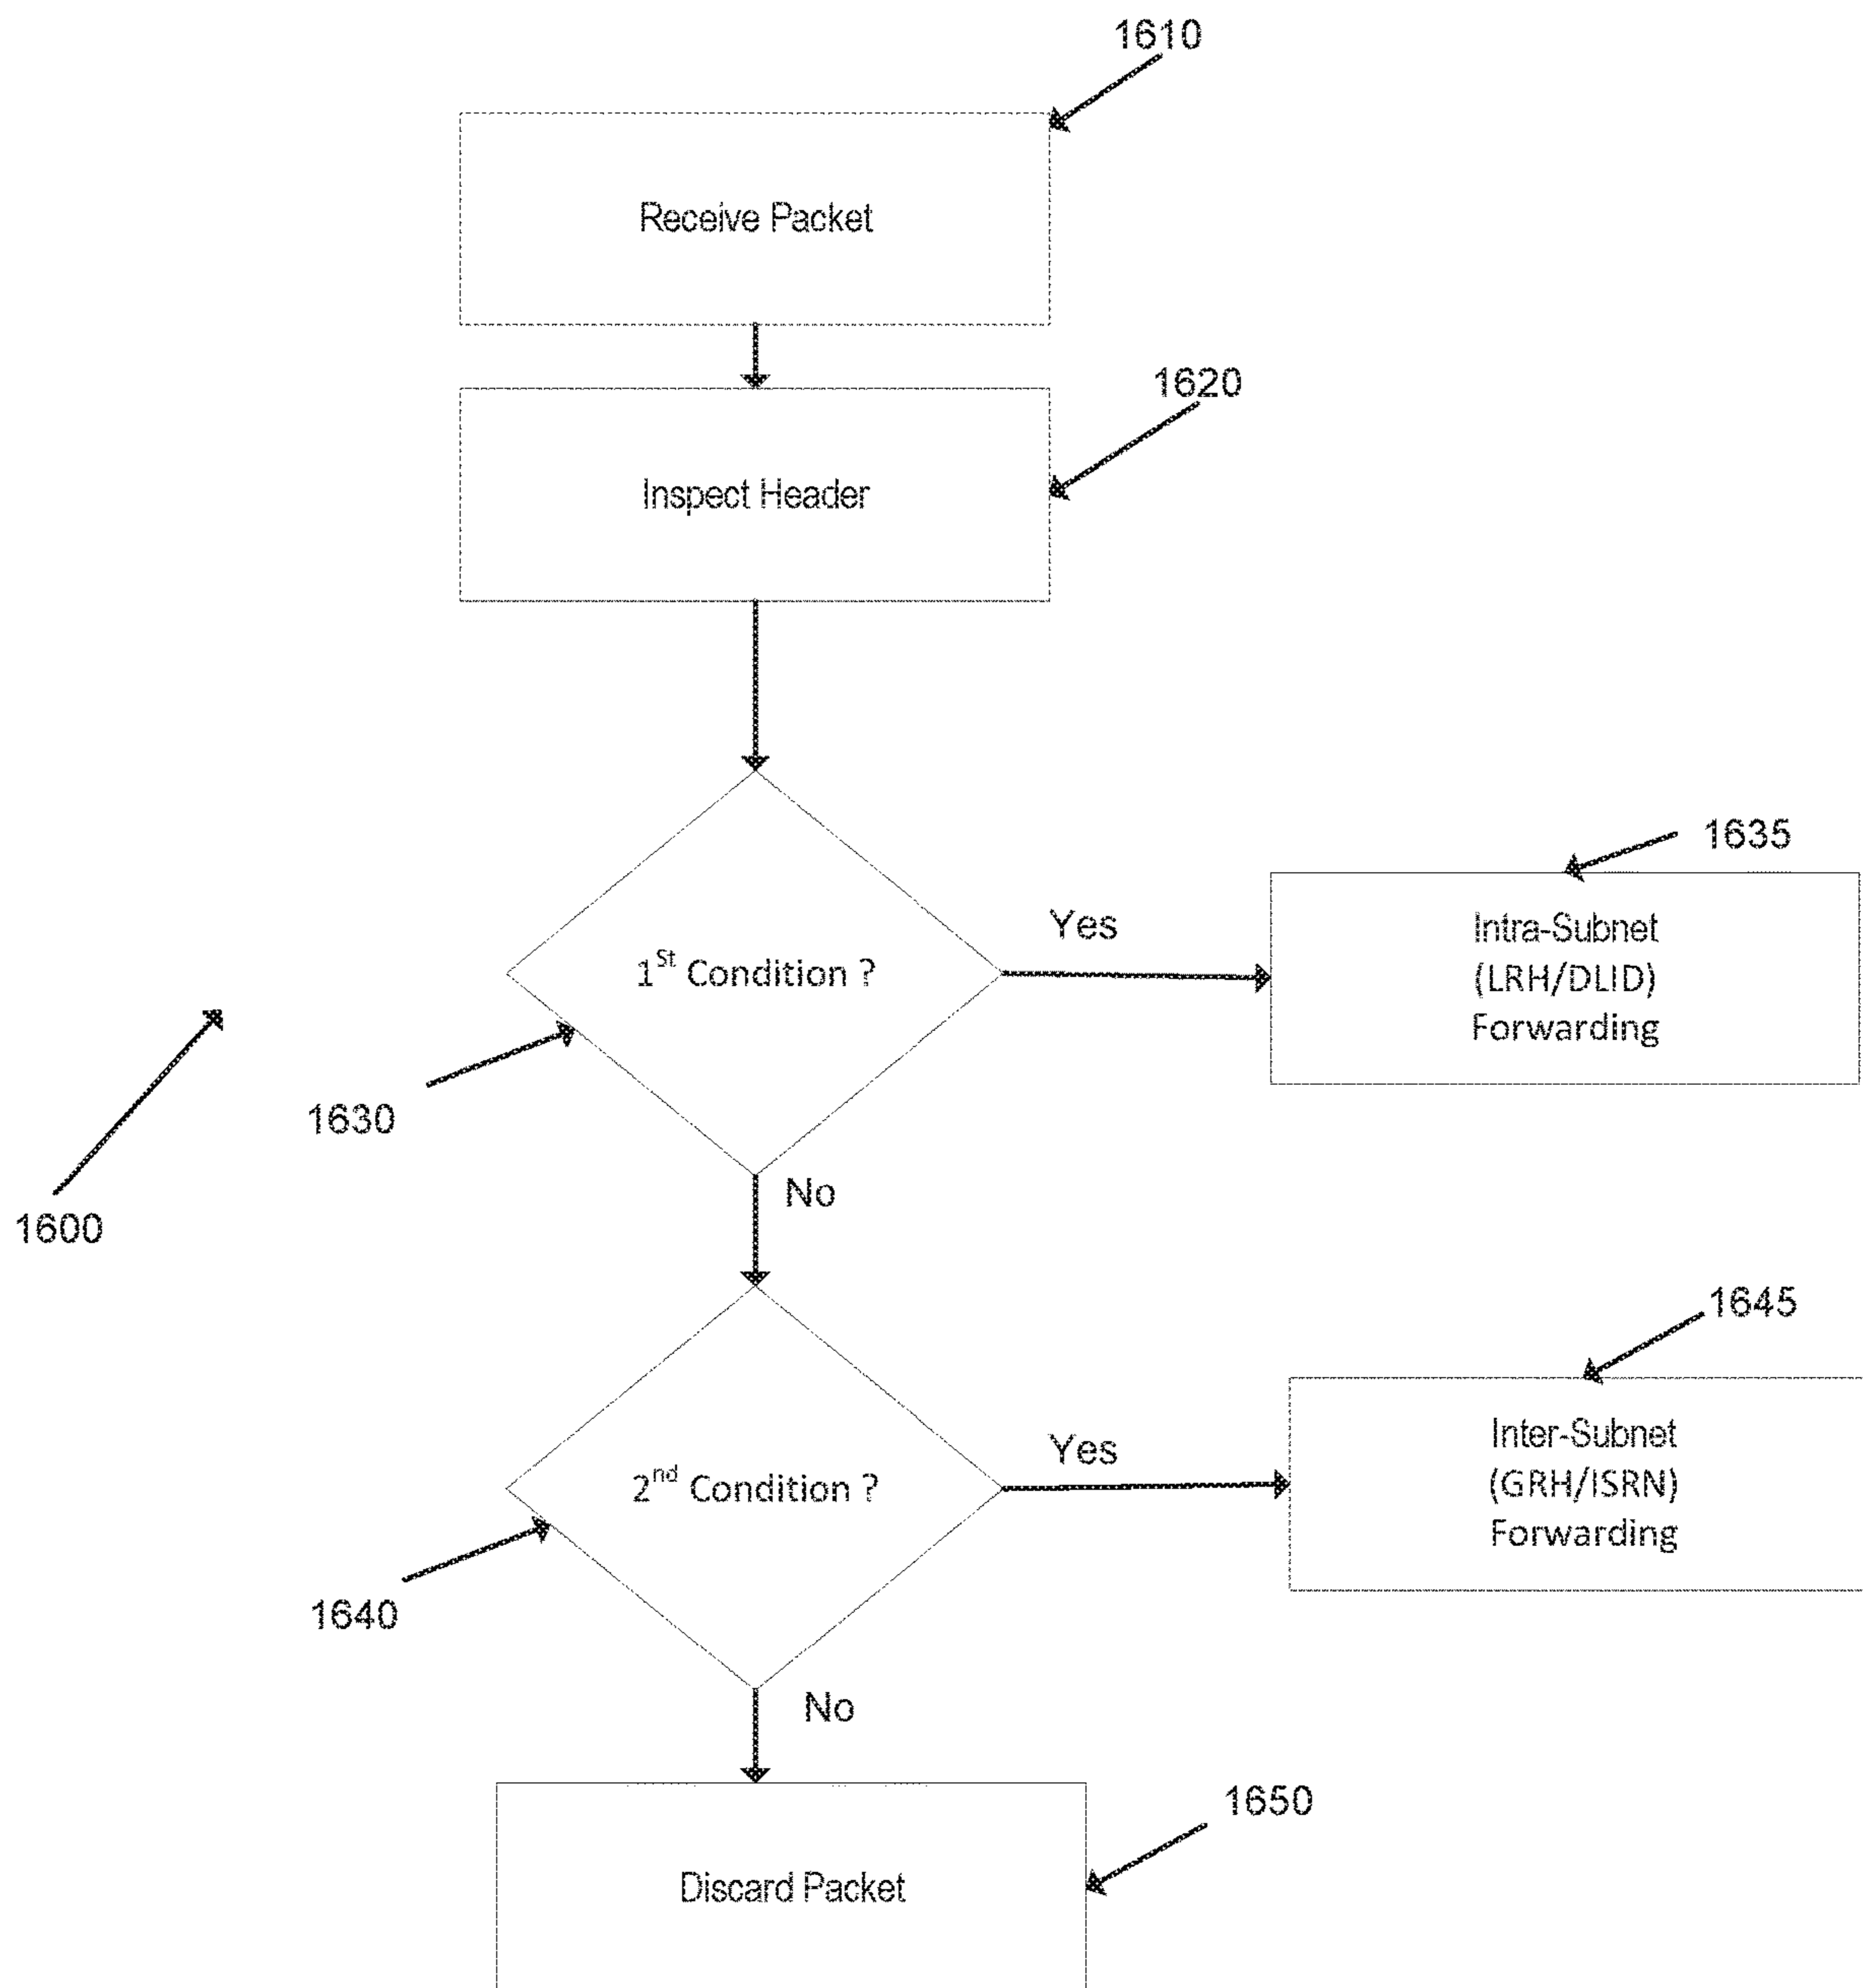 1610
Receive Packet
1620
Inspect Header
1635
Yes
Intra-Subnet
(LRH/DLID)
Forwarding
1st Condition ?
1630
No
1600
1645
Yes
Inter-Subnet
(GRH/ISRN)
Forwarding
2nd Condition ?
1640
No
1650
Discard Packet